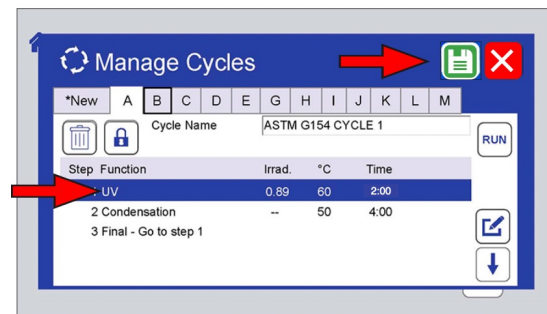 Manage Cycles
*New A B C D E G H I J K L M
Cycle Name ASTM G154 CYCLE 1
RUN
Step Function Irrad. °C Time
UV 0.89 60 2:00
2 Condensation -- 50 4:00
3 Final - Go to step 1